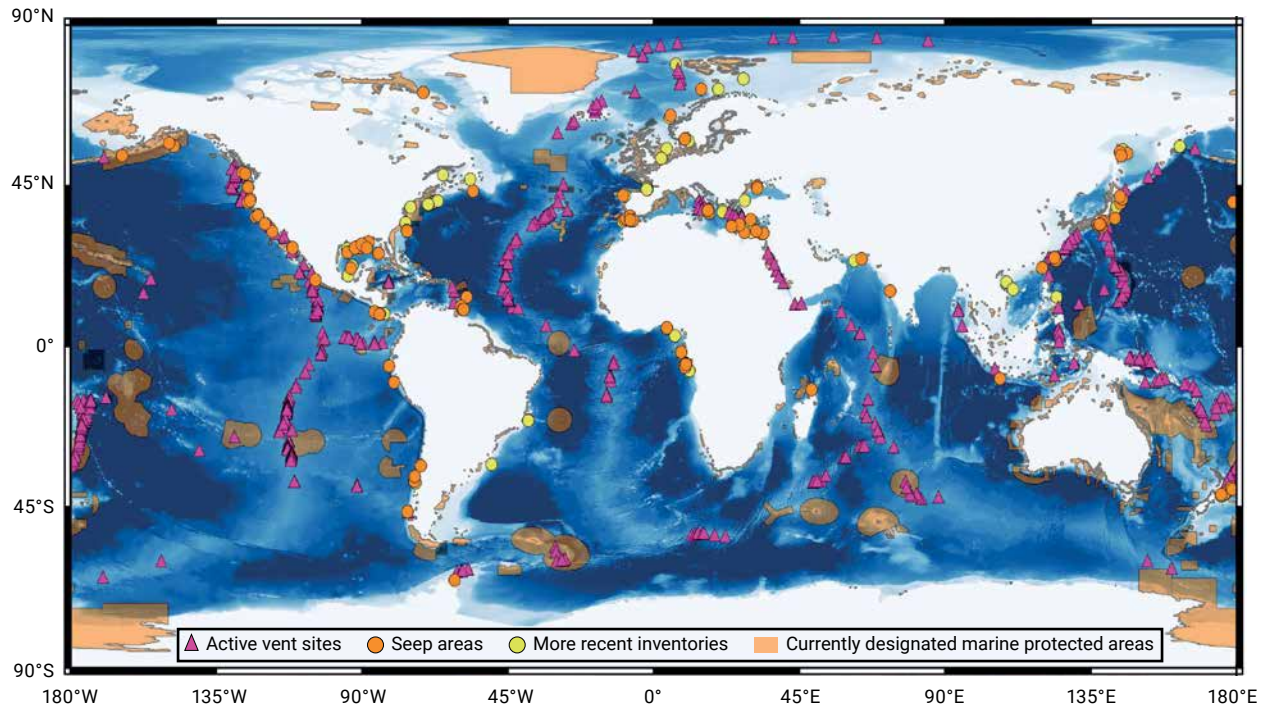 90°N
45°N
0°
45°S
90°S
Active vent sites Seep areas More recent inventories Currently designated marine protected areas
180°W 135°W 90°W 45°W 0° 45°E 90°E 135°E 180°E